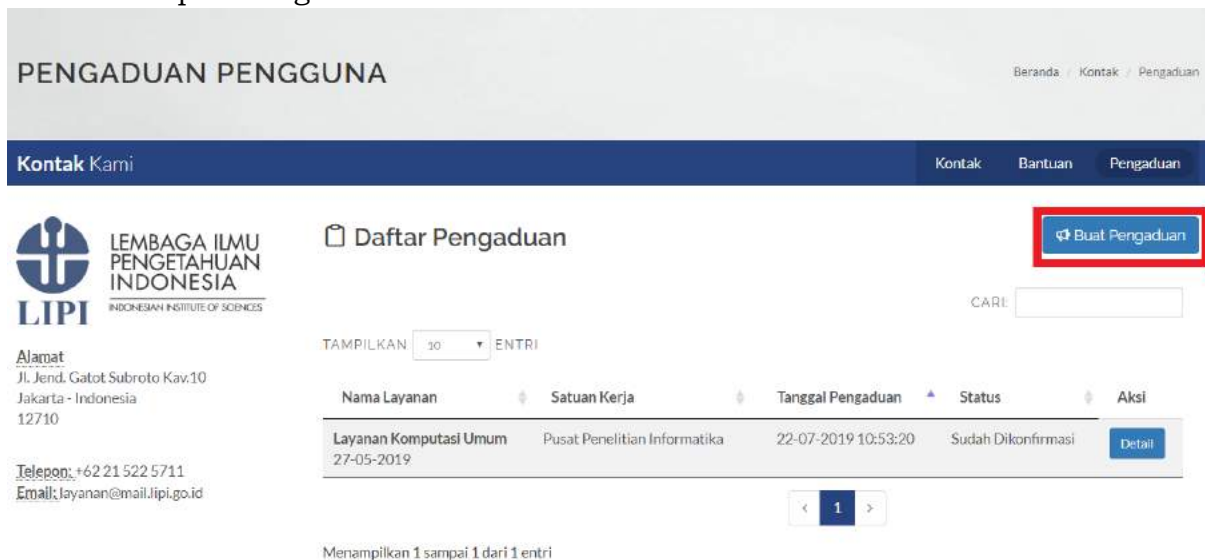 PENGADUAN PENGGUNA
Beranda / Kontak / Pengaduan
Kontak Kami
Kontak Bantuan Pengaduan
LIPI
LEMBAGA ILMU
PENGETAHUAN
INDONESIA
INDONESIAN INSTITUTE OF SCIENCES
Alamat
Jl. Jend. Gatot Subroto Kav.10
Jakarta - Indonesia
12710
Telepon: +62 21 522 5711
Email: layanan@mail.lipi.go.id
Daftar Pengaduan
Buat Pengaduan
CARI:
TAMPILKAN 10 ENTRI
Nama Layanan Satuan Kerja Tanggal Pengaduan Status Aksi
Layanan Komputasi Umum Pusat Penelitian Informatika 22-07-2019 10:53:20 Sudah Dikonfirmasi Detail
27-05-2019
< 1 >
Menampilkan 1 sampai 1 dari 1 entri